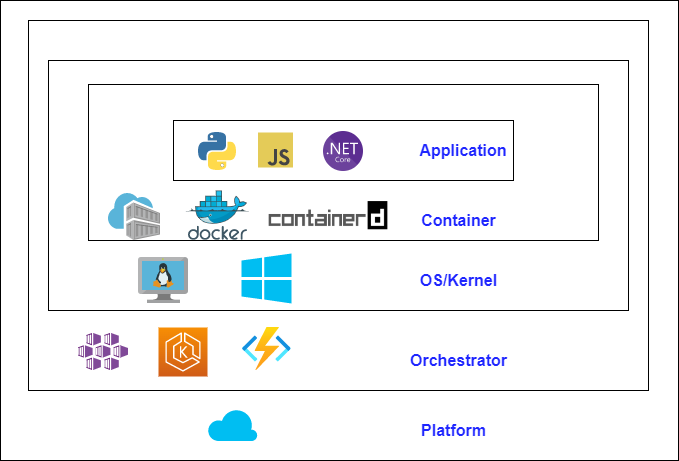 JS
.NET
Core
Application
docker
containerd
Container
OS/Kernel
K
Orchestrator
Platform